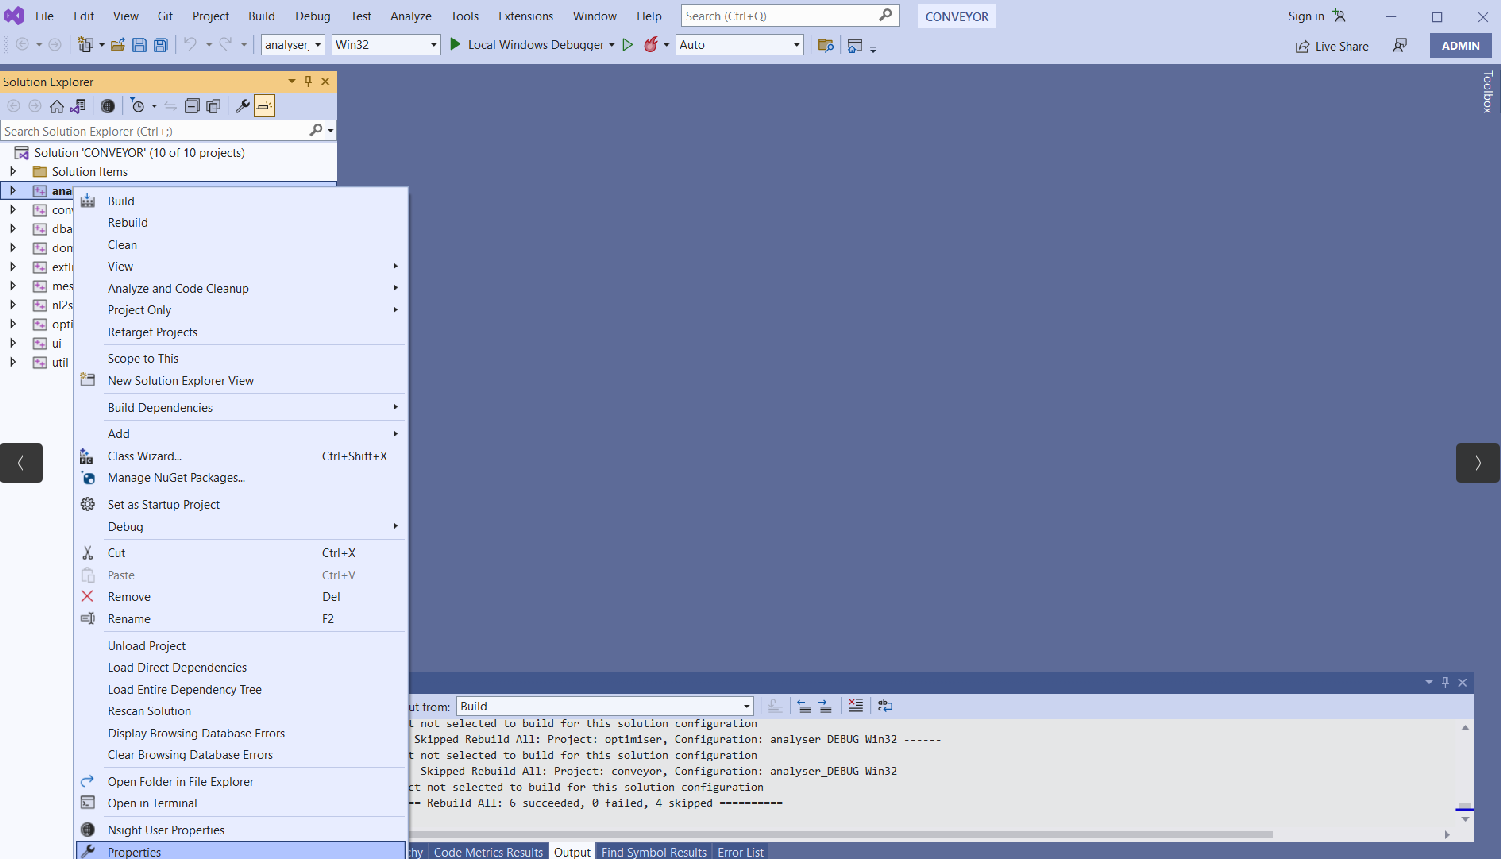 File Edit View Git Project Build Debug Test Analyze Tools Extensions Window Help Search (Ctrl+Q) CONVEYOR Sign in
analyser_ Win32 Local Windows Debugger Auto Live Share ADMIN
Solution Explorer
Toolbox
Search Solution Explorer (Ctrl+;)
Solution 'CONVEYOR' (10 of 10 projects)
Solution Items
ana
conv
dba
dom
extl
mes
nl2s
opti
ui
util
Build
Rebuild
Clean
View
Analyze and Code Cleanup
Project Only
Retarget Projects
Scope to This
New Solution Explorer View
Build Dependencies
Add
Class Wizard... Ctrl+Shift+X
Manage NuGet Packages...
Set as Startup Project
Debug
Cut Ctrl+X
Paste Ctrl+V
Remove Del
Rename F2
Unload Project
Load Direct Dependencies
Load Entire Dependency Tree
Rescan Solution
Display Browsing Database Errors
Clear Browsing Database Errors
Open Folder in File Explorer
Open in Terminal
Nsight User Properties
Properties
ut from: Build
t not selected to build for this solution configuration
Skipped Rebuild All: Project: optimiser, Configuration: analyser_DEBUG Win32 ------
t not selected to build for this solution configuration
Skipped Rebuild All: Project: conveyor, Configuration: analyser_DEBUG Win32
ct not selected to build for this solution configuration
== Rebuild All: 6 succeeded, 0 failed, 4 skipped ==========
hy Code Metrics Results Output Find Symbol Results Error List